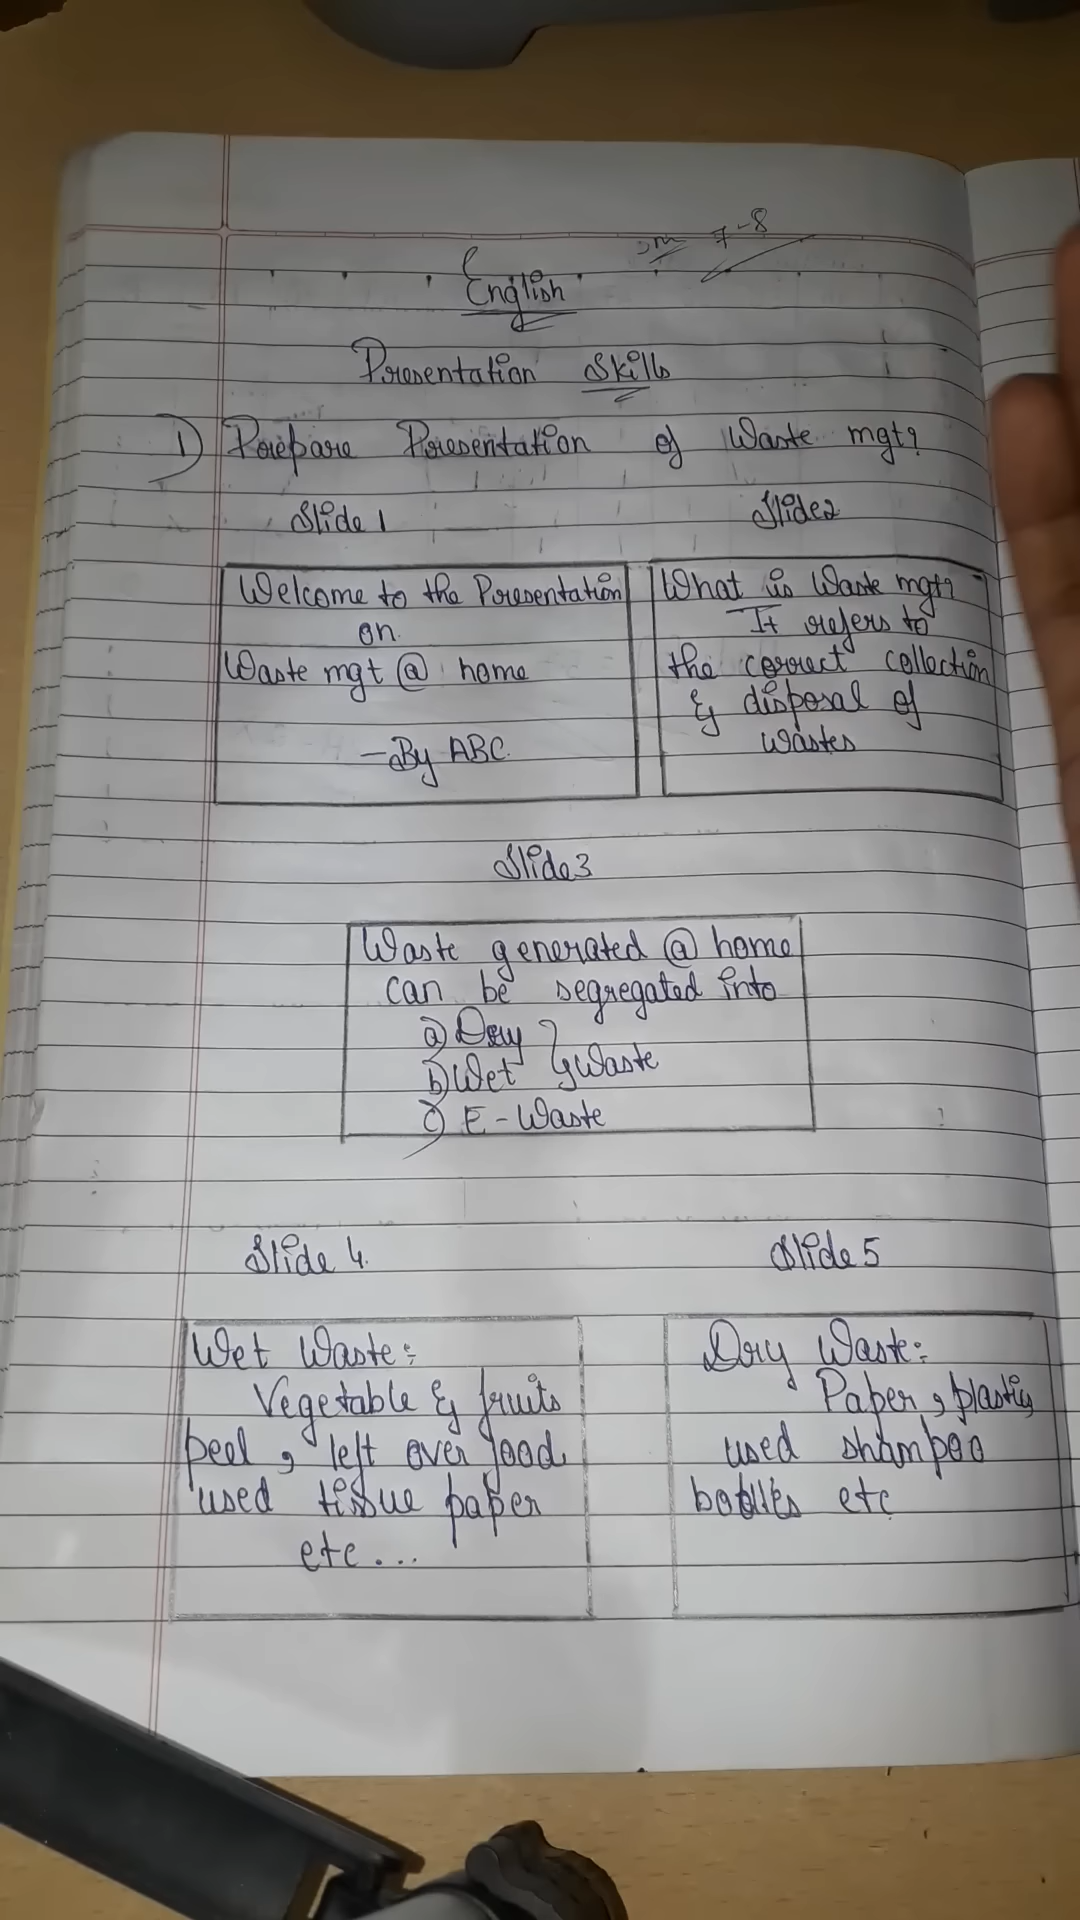 5m 7-8
English
Presentation Skills
1) Prepare Presentation of Waste mgt?
Slide 1
Slide2
Welcome to the Presentation
on
Waste mgt @ home
- By ABC.
What is Waste mgt?
It refers to
the correct collection
& disposal of
wastes
Slide3
Waste generated @ home
can be segregated into
a) Dry
b) Wet } Waste
c) E-Waste
Slide 4.
Slide 5
Wet Waste:-
Vegetable & fruits
peel, left over food,
used tissue paper
etc...
Dry Waste:-
Paper, plastic,
used shampoo
bottles etc